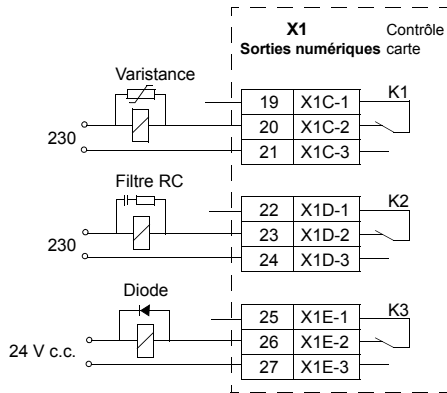 X1 Contrôle
Sorties numériques carte
Varistance
19 X1C-1 K1
20 X1C-2
230
21 X1C-3
Filtre RC
22 X1D-1 K2
23 X1D-2
230
24 X1D-3
Diode
25 X1E-1 K3
26 X1E-2
24 V c.c.
27 X1E-3